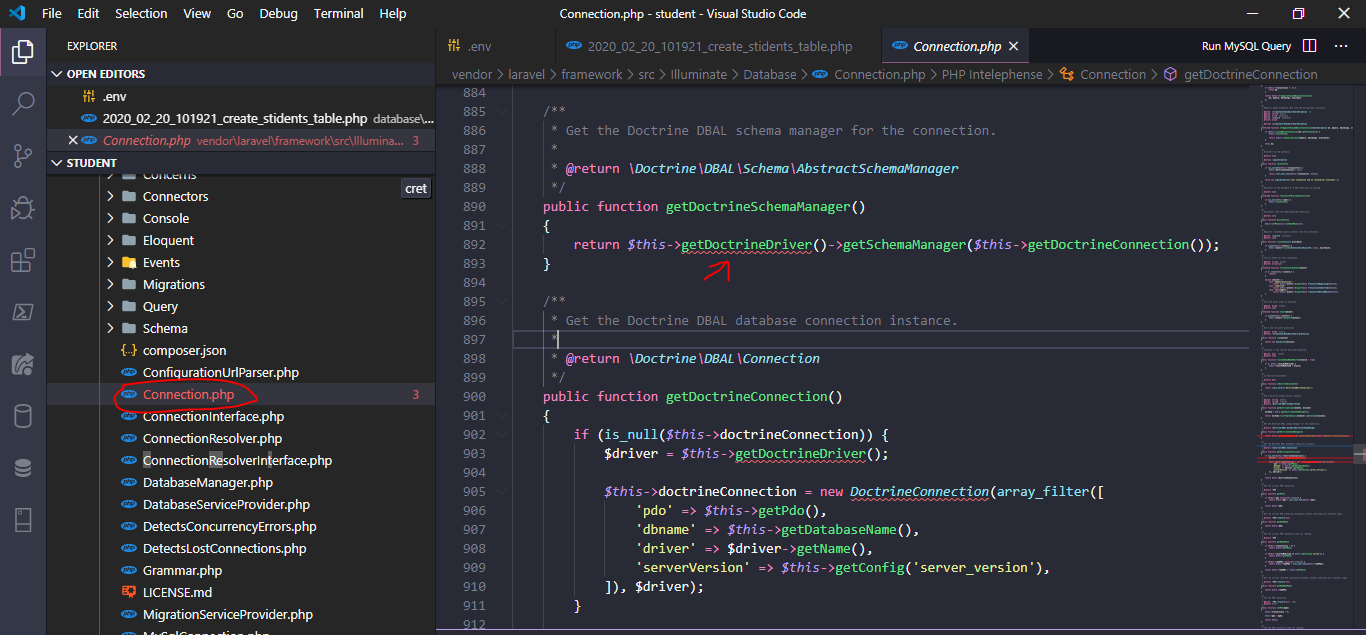 File Edit Selection View Go Debug Terminal Help
Connection.php - student - Visual Studio Code
EXPLORER
OPEN EDITORS
.env
2020_02_20_101921_create_stidents_table.php database\...
Connection.php vendor\laravel\framework\src\Illumina... 3
STUDENT
cret
Concerns
Connectors
Console
Eloquent
Events
Migrations
Query
Schema
composer.json
ConfigurationUrlParser.php
Connection.php 3
ConnectionInterface.php
ConnectionResolver.php
ConnectionResolverInterface.php
DatabaseManager.php
DatabaseServiceProvider.php
DetectsConcurrencyErrors.php
DetectsLostConnections.php
Grammar.php
LICENSE.md
MigrationServiceProvider.php
MySqlConnection.php
.env 2020_02_20_101921_create_stidents_table.php Connection.php Run MySQL Query
vendor > laravel > framework > src > Illuminate > Database > Connection.php > PHP Intelephense > Connection > getDoctrineConnection
884
885 /**
886 * Get the Doctrine DBAL schema manager for the connection.
887 *
888 * @return \Doctrine\DBAL\Schema\AbstractSchemaManager
889 */
890 public function getDoctrineSchemaManager()
891 {
892 return $this->getDoctrineDriver()->getSchemaManager($this->getDoctrineConnection());
893 }
894
895 /**
896 * Get the Doctrine DBAL database connection instance.
897 *
898 * @return \Doctrine\DBAL\Connection
899 */
900 public function getDoctrineConnection()
901 {
902 if (is_null($this->doctrineConnection)) {
903 $driver = $this->getDoctrineDriver();
904
905 $this->doctrineConnection = new DoctrineConnection(array_filter([
906 'pdo' => $this->getPdo(),
907 'dbname' => $this->getDatabaseName(),
908 'driver' => $driver->getName(),
909 'serverVersion' => $this->getConfig('server_version'),
910 ]), $driver);
911 }
912